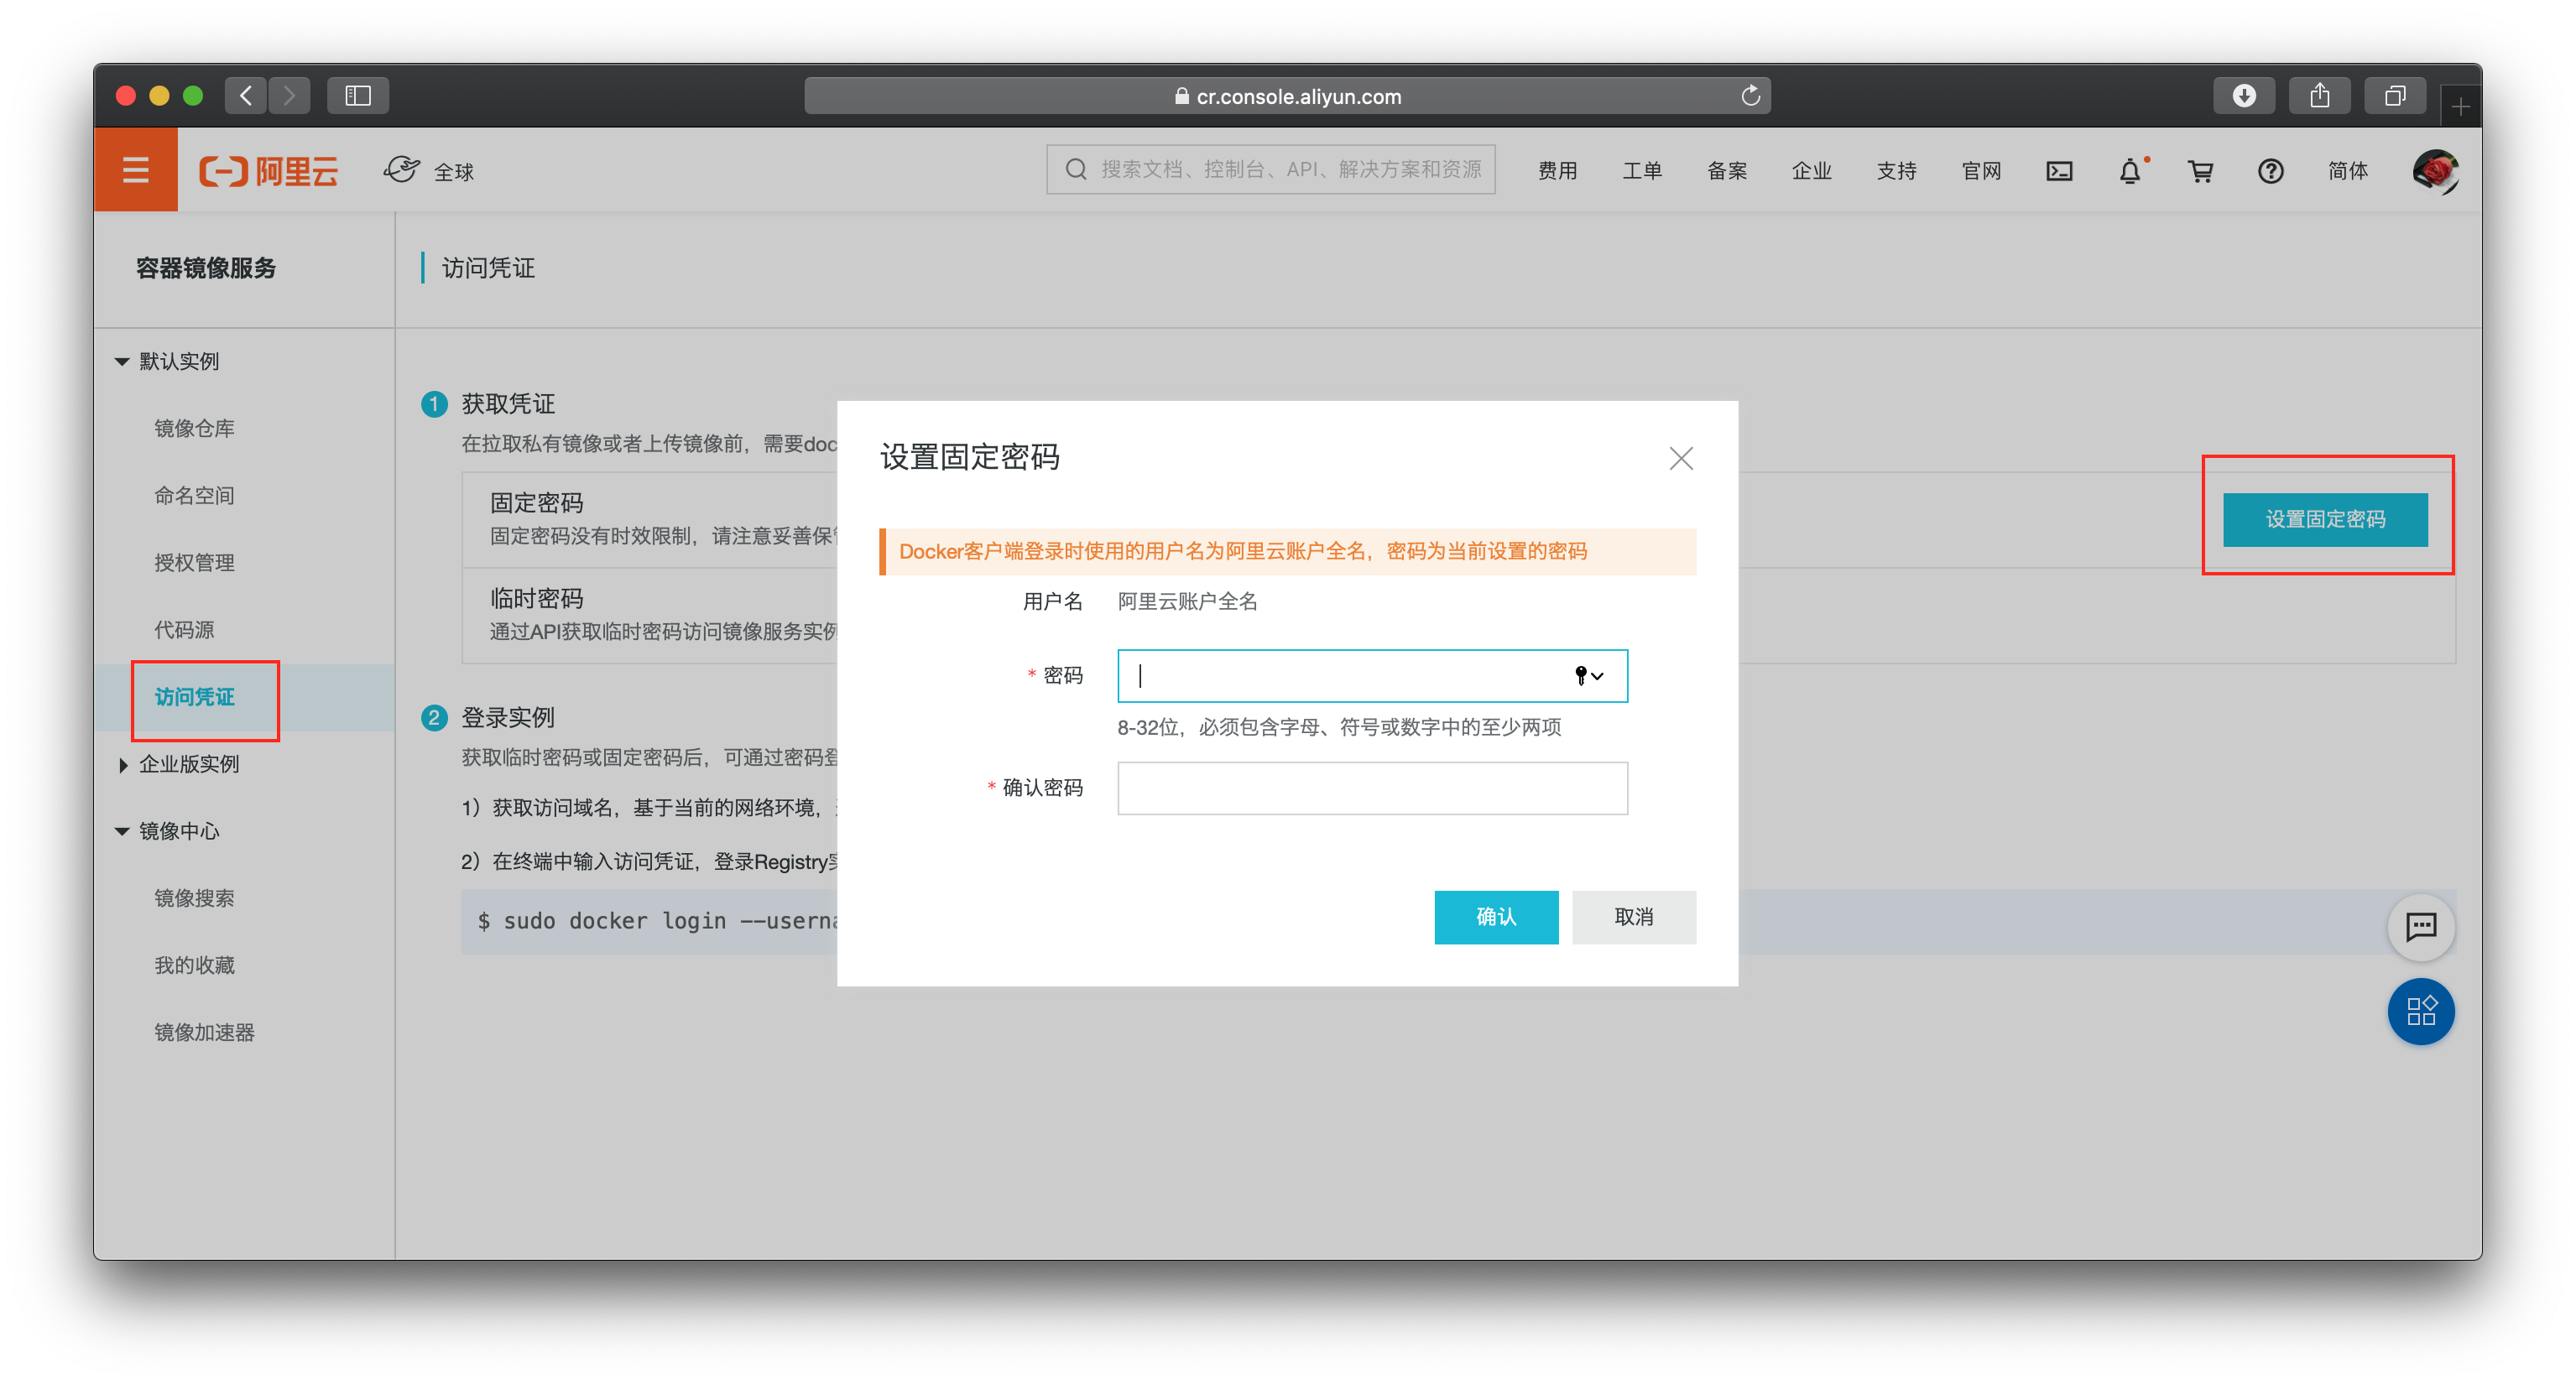 cr.console.aliyun.com
阿里云
全球
搜索文档、控制台、API、解决方案和资源
费用
工单
备案
企业
支持
官网
简体
容器镜像服务
默认实例
镜像仓库
命名空间
授权管理
代码源
访问凭证
企业版实例
镜像中心
镜像搜索
我的收藏
镜像加速器
访问凭证
1 获取凭证
在拉取私有镜像或者上传镜像前，需要doc
固定密码
固定密码没有时效限制，请注意妥善保
设置固定密码
临时密码
通过API获取临时密码访问镜像服务实例
2 登录实例
获取临时密码或固定密码后，可通过密码登
1）获取访问域名，基于当前的网络环境，
2）在终端中输入访问凭证，登录Registry实
$ sudo docker login --userna
设置固定密码
Docker客户端登录时使用的用户名为阿里云账户全名，密码为当前设置的密码
用户名 阿里云账户全名
* 密码
8-32位，必须包含字母、符号或数字中的至少两项
* 确认密码
确认
取消